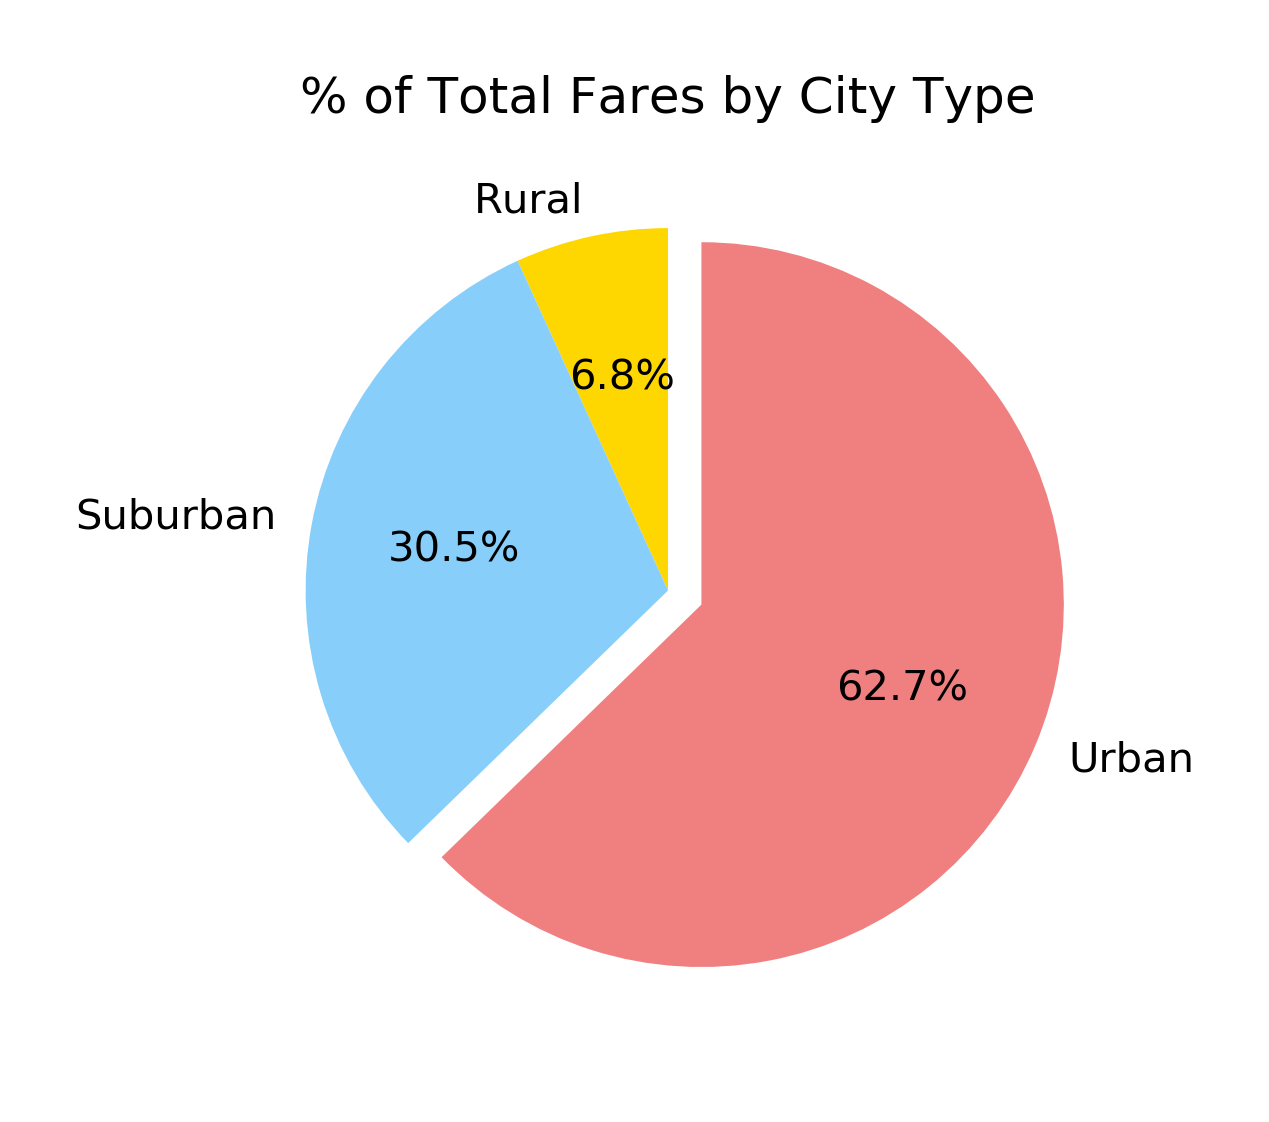 % of Total Fares by City Type
Rural
6.8%
Suburban
30.5%
62.7%
Urban